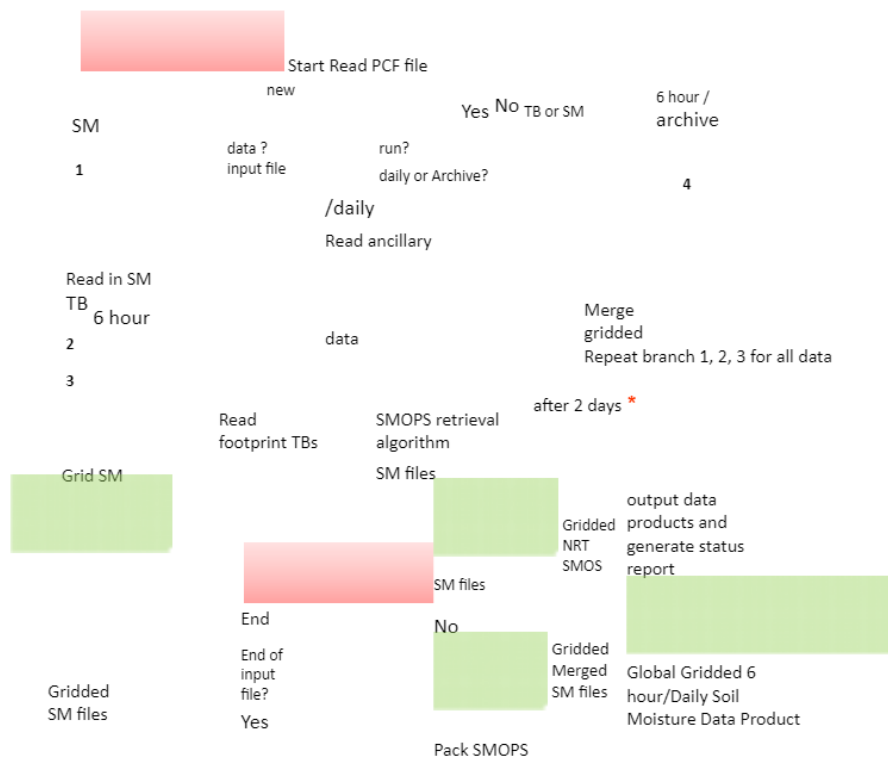 Start Read PCF file
new
Yes No TB or SM
6 hour /
archive
SM
data ?
input file
run?
daily or Archive?
1
4
/daily
Read ancillary
Read in SM
TB
6 hour
2
3
data
Merge
gridded
Repeat branch 1, 2, 3 for all data
after 2 days *
Read
footprint TBs
SMOPS retrieval
algorithm
SM files
Grid SM
Gridded
NRT
SMOS
output data
products and
generate status
report
SM files
End
No
End of
input
file?
Yes
Gridded
Merged
SM files
Global Gridded 6
hour/Daily Soil
Moisture Data Product
Gridded
SM files
Pack SMOPS